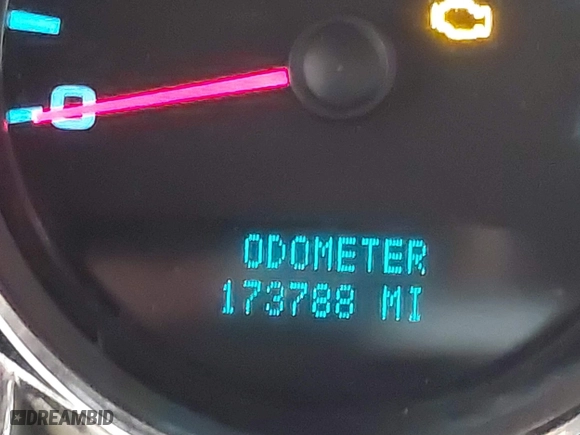 0
ODOMETER
173788 MI
DREAMBID